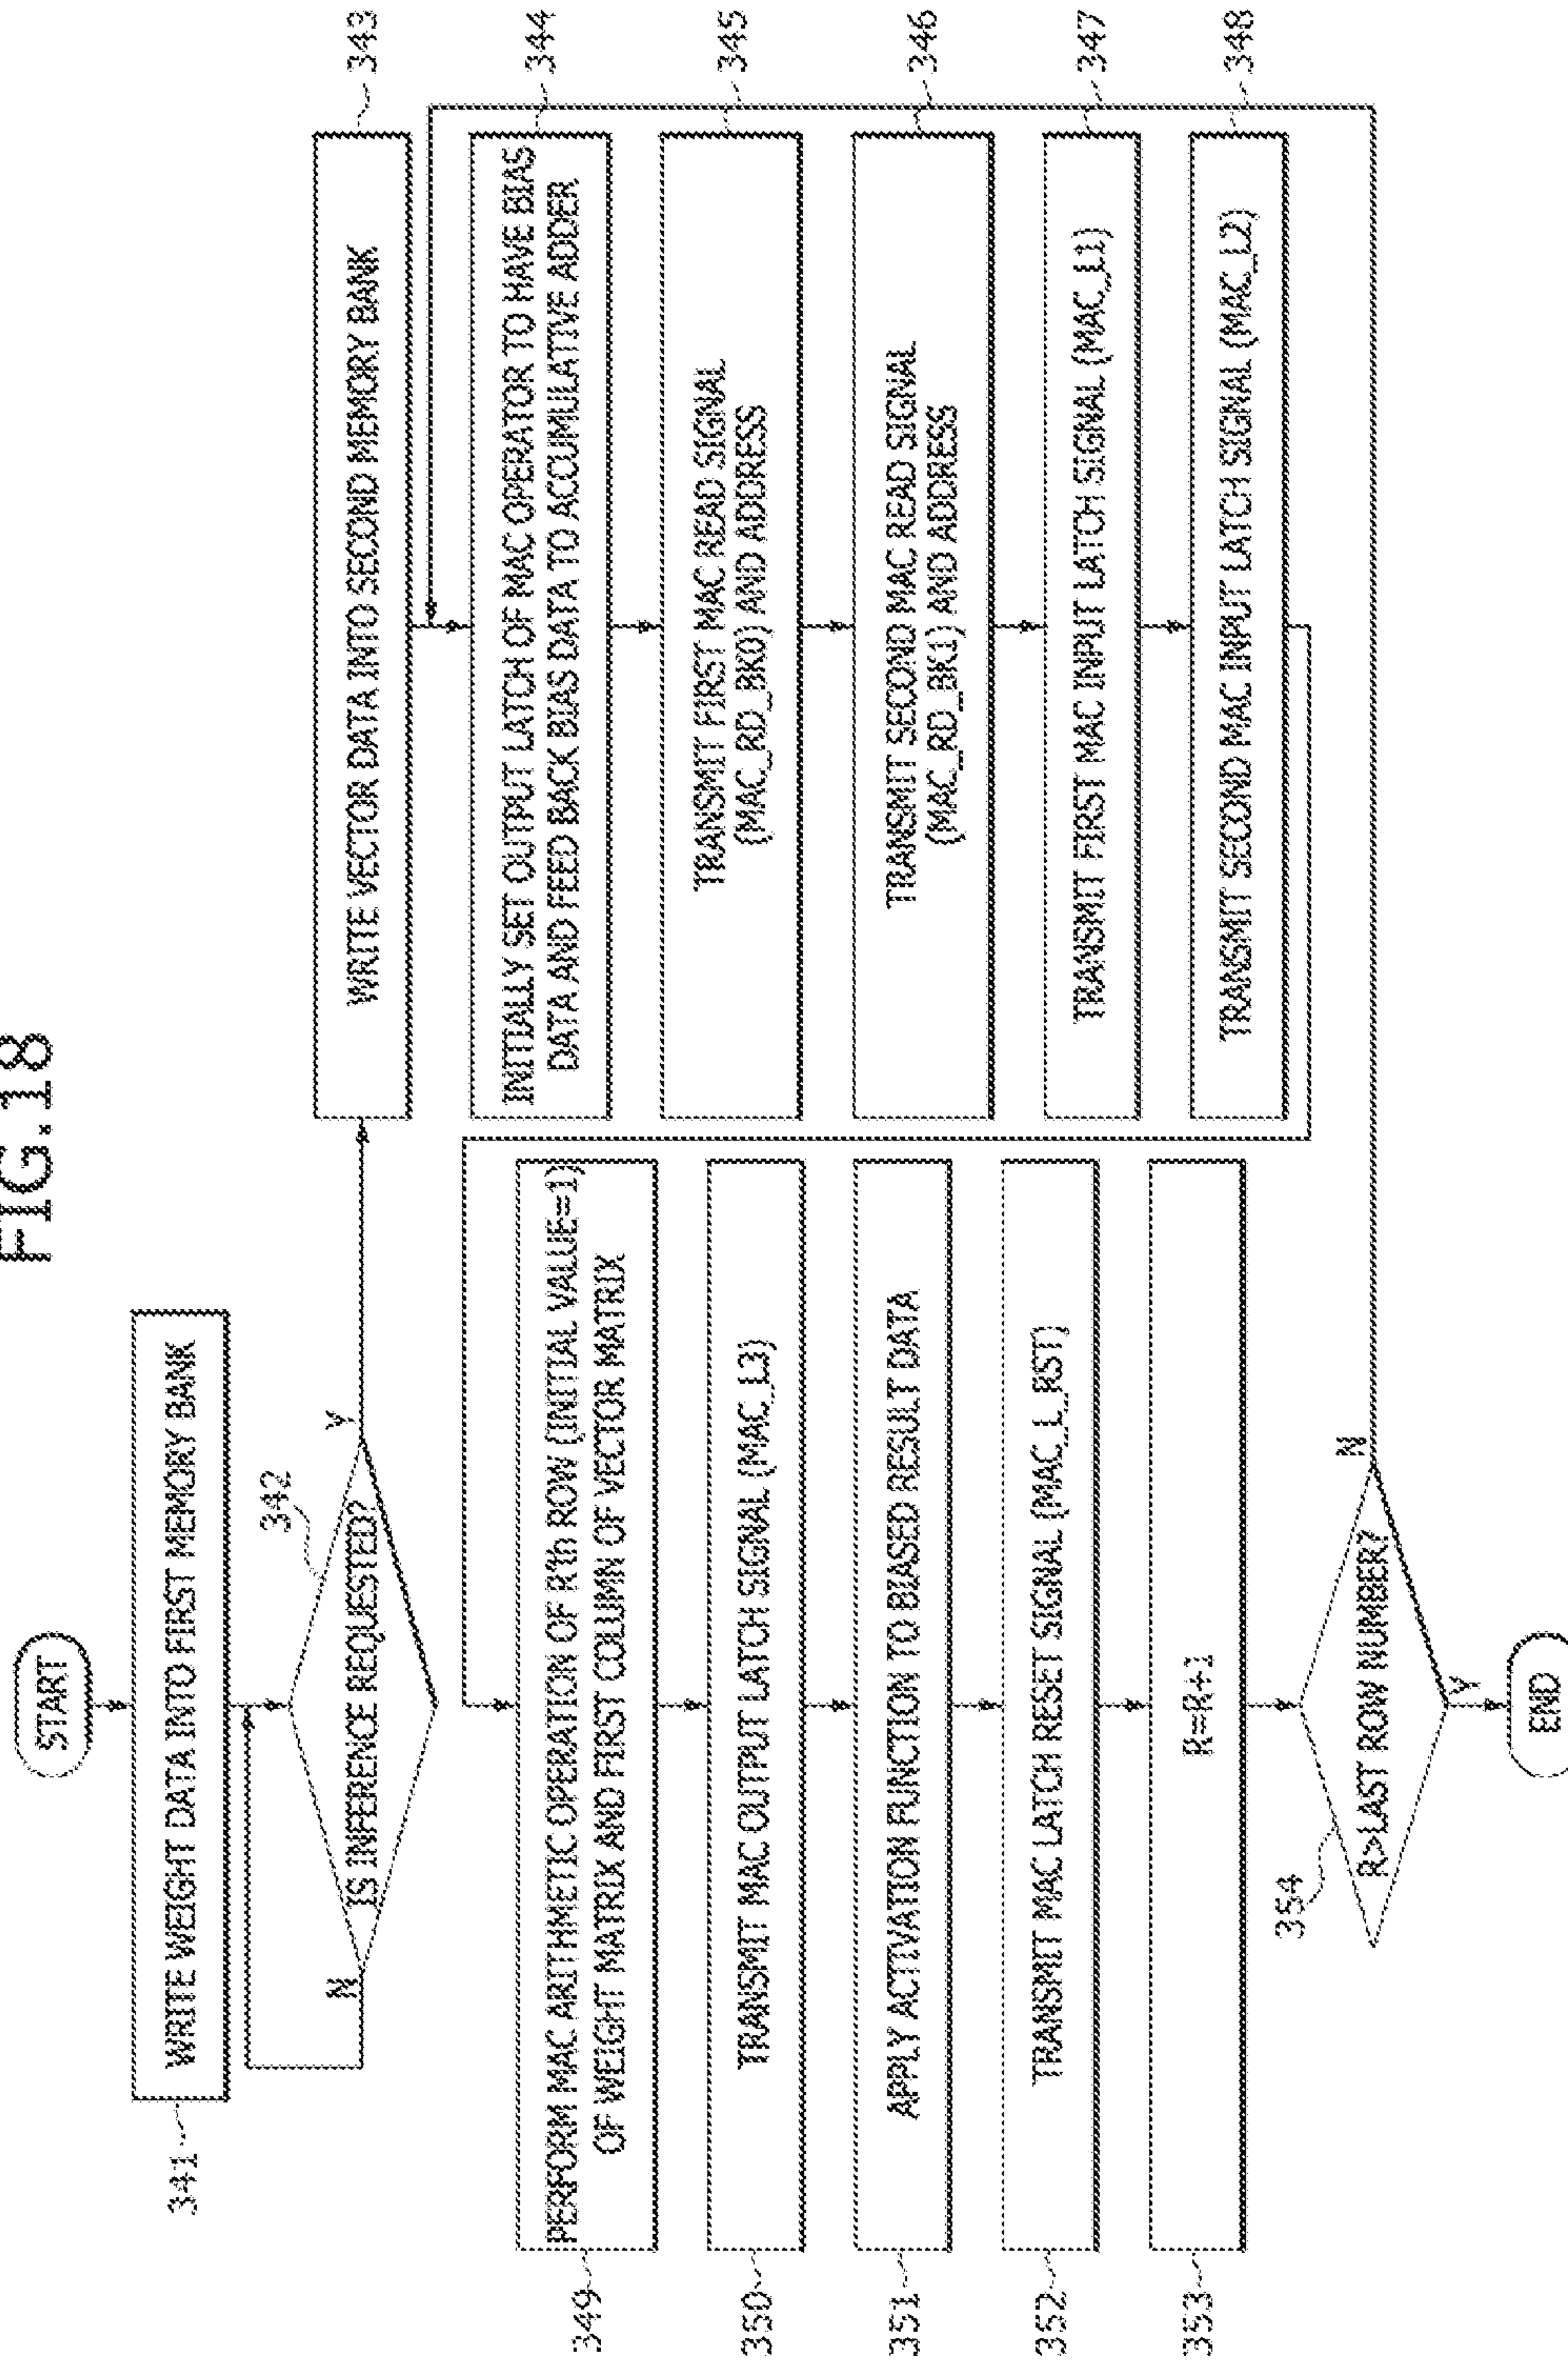 FIG.18
START
WRITE WEIGHT DATA INTO FIRST MEMORY BANK
341
342
IS INFERENCE REQUESTED?
N
Y
WRITE VECTOR DATA INTO SECOND MEMORY BANK
343
INITIALLY SET OUTPUT LATCH OF MAC OPERATOR TO HAVE BIAS
DATA AND FEED BACK BIAS DATA TO ACCUMULATIVE ADDER
344
TRANSMIT FIRST MAC READ SIGNAL
(MAC_RD_BK0) AND ADDRESS
345
TRANSMIT SECOND MAC READ SIGNAL
(MAC_RD_BK1) AND ADDRESS
346
TRANSMIT FIRST MAC INPUT LATCH SIGNAL (MAC_L1)
347
TRANSMIT SECOND MAC INPUT LATCH SIGNAL (MAC_L2)
348
PERFORM MAC ARITHMETIC OPERATION OF R'th ROW (INITIAL VALUE=1)
OF WEIGHT MATRIX AND FIRST COLUMN OF VECTOR MATRIX
349
TRANSMIT MAC OUTPUT LATCH SIGNAL (MAC_L3)
350
APPLY ACTIVATION FUNCTION TO BIASED RESULT DATA
351
TRANSMIT MAC LATCH RESET SIGNAL (MAC_L_RST)
352
R=R+1
353
354
R>LAST ROW NUMBER?
N
Y
END